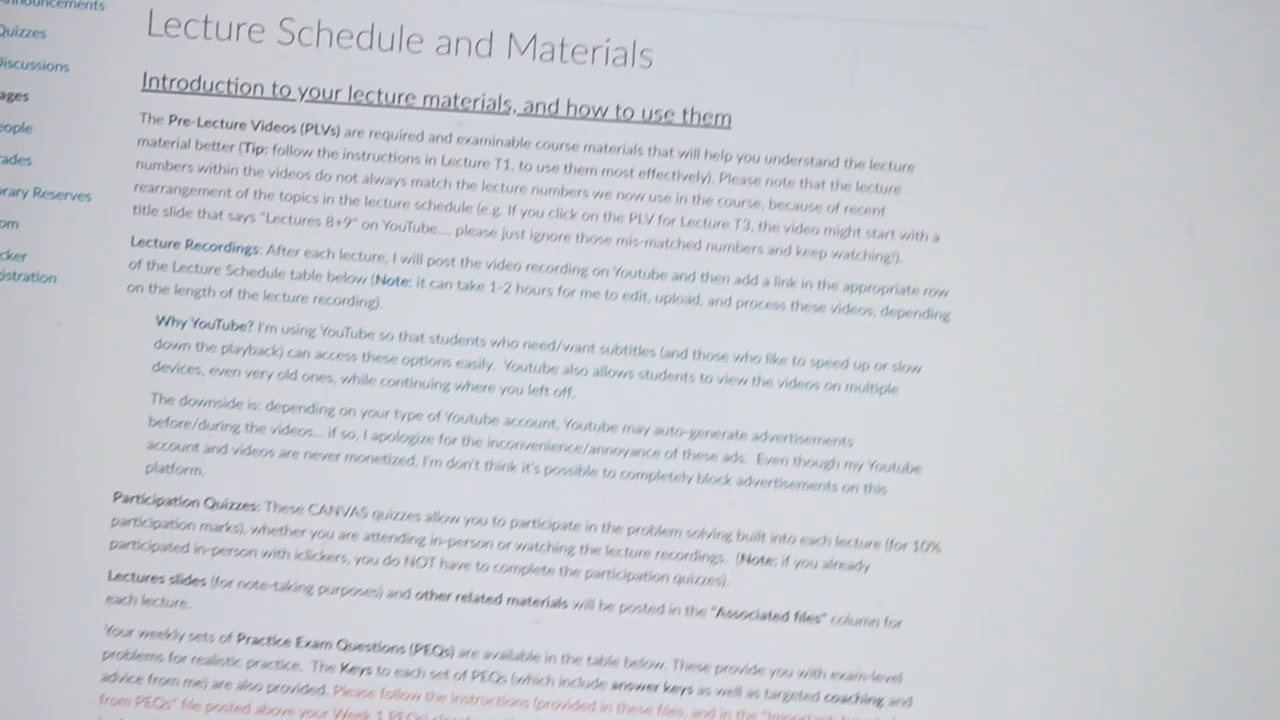 Announcements
Quizzes
Discussions
ages
eople
rades
brary Reserves
om
cker
istration
Lecture Schedule and Materials
Introduction to your lecture materials, and how to use them
The Pre-Lecture Videos (PLVs) are required and examinable course materials that will help you understand the lecture
material better (Tip: follow the instructions in Lecture T1, to use them most effectively). Please note that the lecture
numbers within the videos do not always match the lecture numbers we now use in the course, because of recent
rearrangement of the topics in the lecture schedule (e.g. If you click on the PLV for Lecture T3, the video might start with a
title slide that says "Lectures 8+9" on YouTube.... please just ignore those mis-matched numbers and keep watching!).
Lecture Recordings: After each lecture, I will post the video recording on Youtube and then add a link in the appropriate row
of the Lecture Schedule table below (Note: it can take 1-2 hours for me to edit, upload, and process these videos, depending
on the length of the lecture recording).
Why YouTube? I'm using YouTube so that students who need/want subtitles (and those who like to speed up or slow
down the playback) can access these options easily. Youtube also allows students to view the videos on multiple
devices, even very old ones, while continuing where you left off.
The downside is: depending on your type of Youtube account, Youtube may auto-generate advertisements
before/during the videos... if so, I apologize for the inconvenience/annoyance of these ads. Even though my Youtube
account and videos are never monetized, I'm don't think it's possible to completely block advertisements on this
platform.
Participation Quizzes: These CANVAS quizzes allow you to participate in the problem solving built into each lecture (for 10%
participation marks), whether you are attending in-person or watching the lecture recordings. (Note: if you already
participated in-person with iclickers, you do NOT have to complete the participation quizzes).
Lectures slides (for note-taking purposes) and other related materials will be posted in the "Associated files" column for
each lecture.
Your weekly sets of Practice Exam Questions (PEQs) are available in the table below. These provide you with exam-level
problems for realistic practice. The Keys to each set of PEQs (which include answer keys as well as targeted coaching and
advice from me) are also provided. Please follow the instructions (provided in these files, and in the "Important
from PEQs" file posted above your Week 1 PEQs)